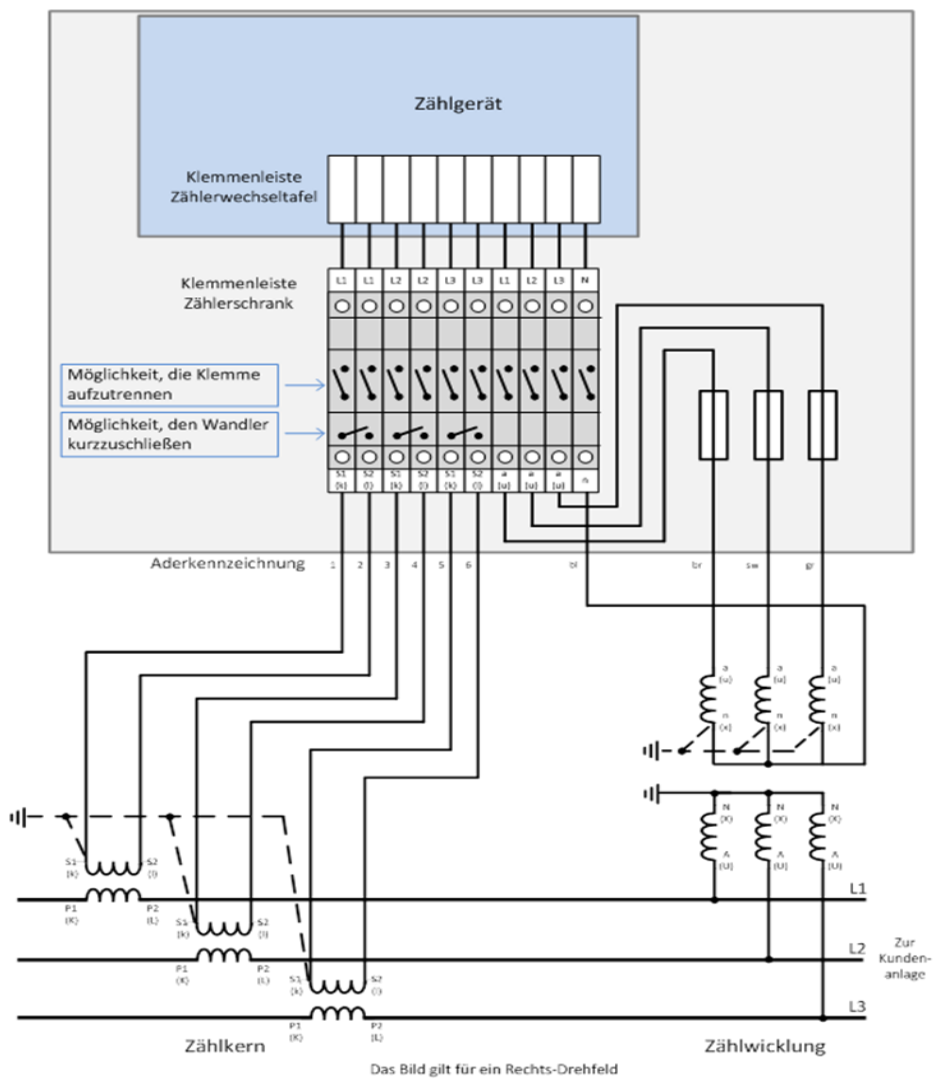 Zählgerät
Klemmenleiste
Zählerwechseltafel
Klemmenleiste
Zählerschrank
L1 L1 L2 L2 L3 L3 L1 L2 L3 N
Möglichkeit, die Klemme
aufzutrennen
Möglichkeit, den Wandler
kurzzuschließen
S1 S2 S1 S2 S1 S2 a a a n
(k) (l) (k) (l) (k) (l) (u) (u) (u)
Aderkennzeichnung 1 2 3 4 5 6 bl br sw gr
a a a
(u) (u) (u)
n n n
(x) (x) (x)
N N N
(X) (X) (X)
A A A
(U) (U) (U)
S1 S2
(k) (l)
L1
P1 P2
(K) (L)
S1 S2
(k) (l)
L2
P1 P2
(K) (L)
Zur
Kunden-
anlage
S1 S2
(k) (l)
L3
P1 P2
(K) (L)
Zählkern
Zählwicklung
Das Bild gilt für ein Rechts-Drehfeld